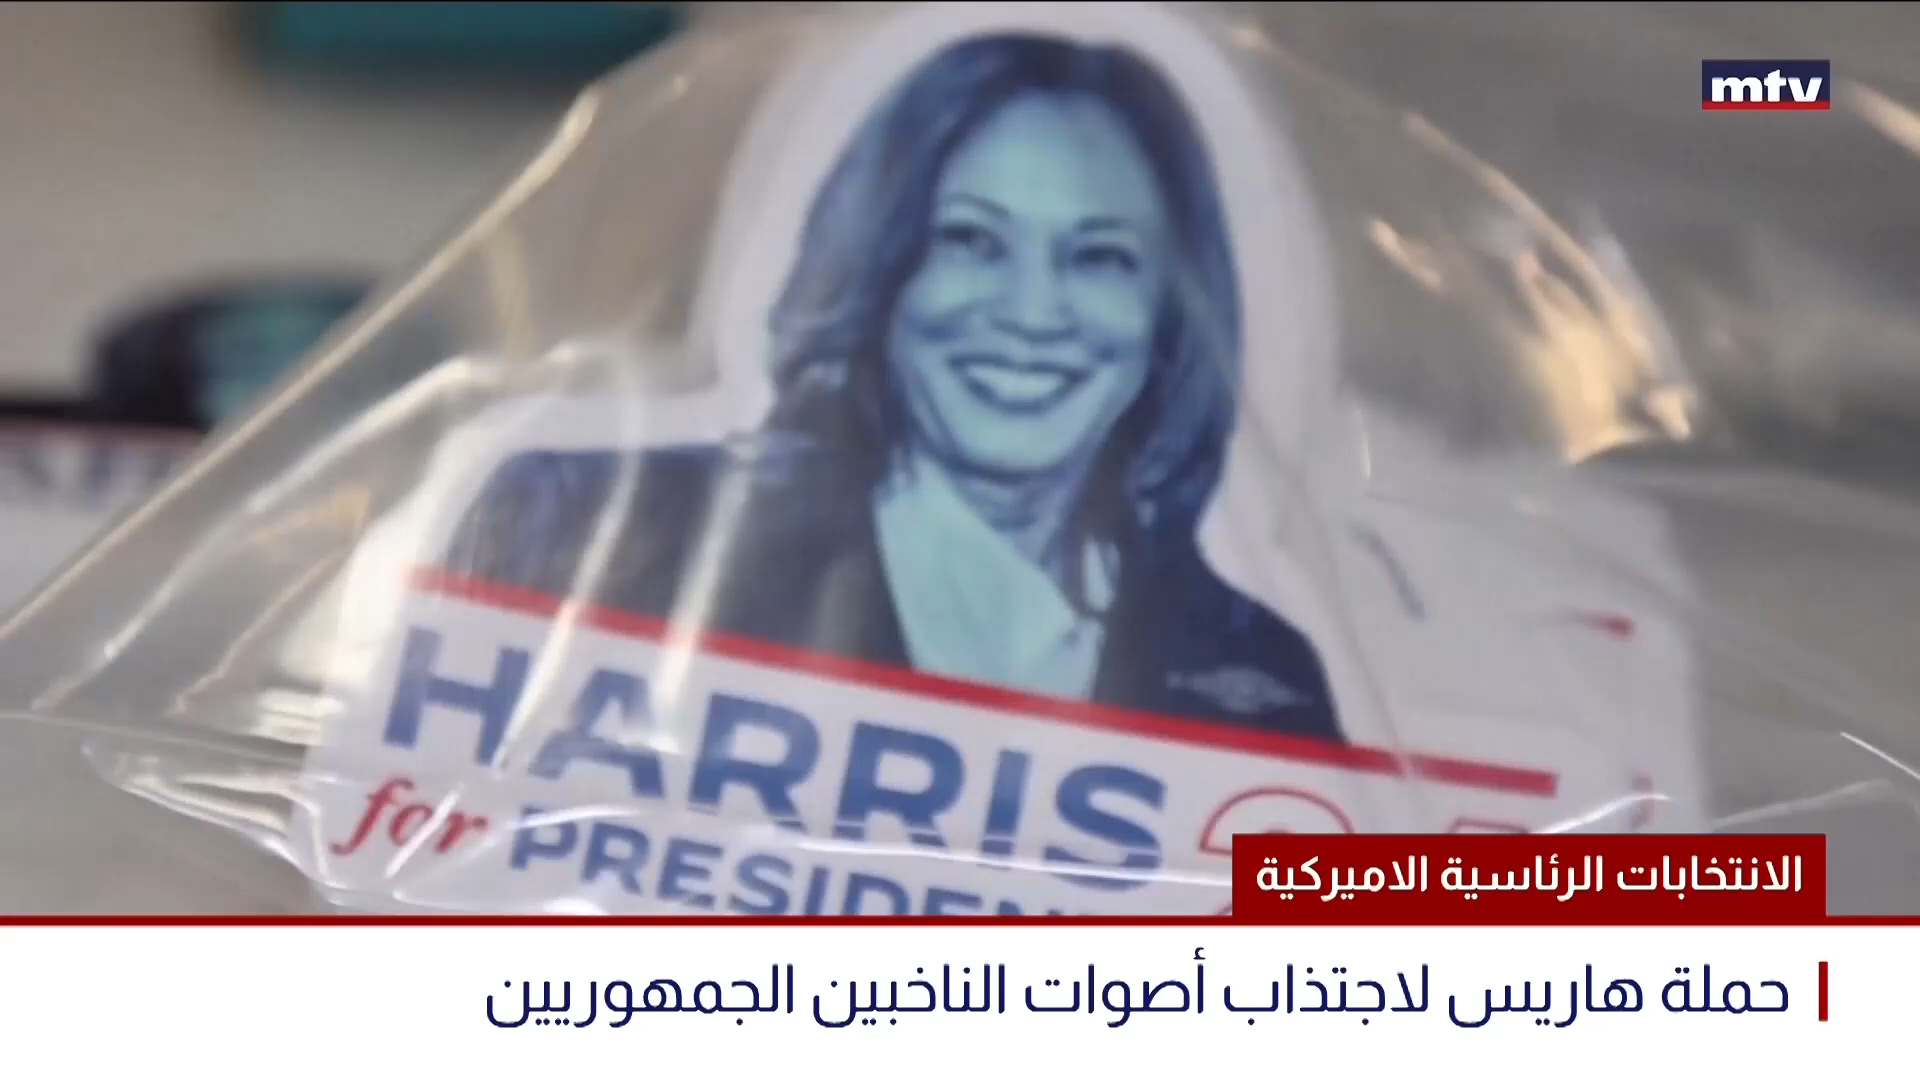 mtv
HARRIS
for PRESIDEN
الانتخابات الرئاسية الاميركية
حملة هاريس لاجتذاب أصوات الناخبين الجمهوريين